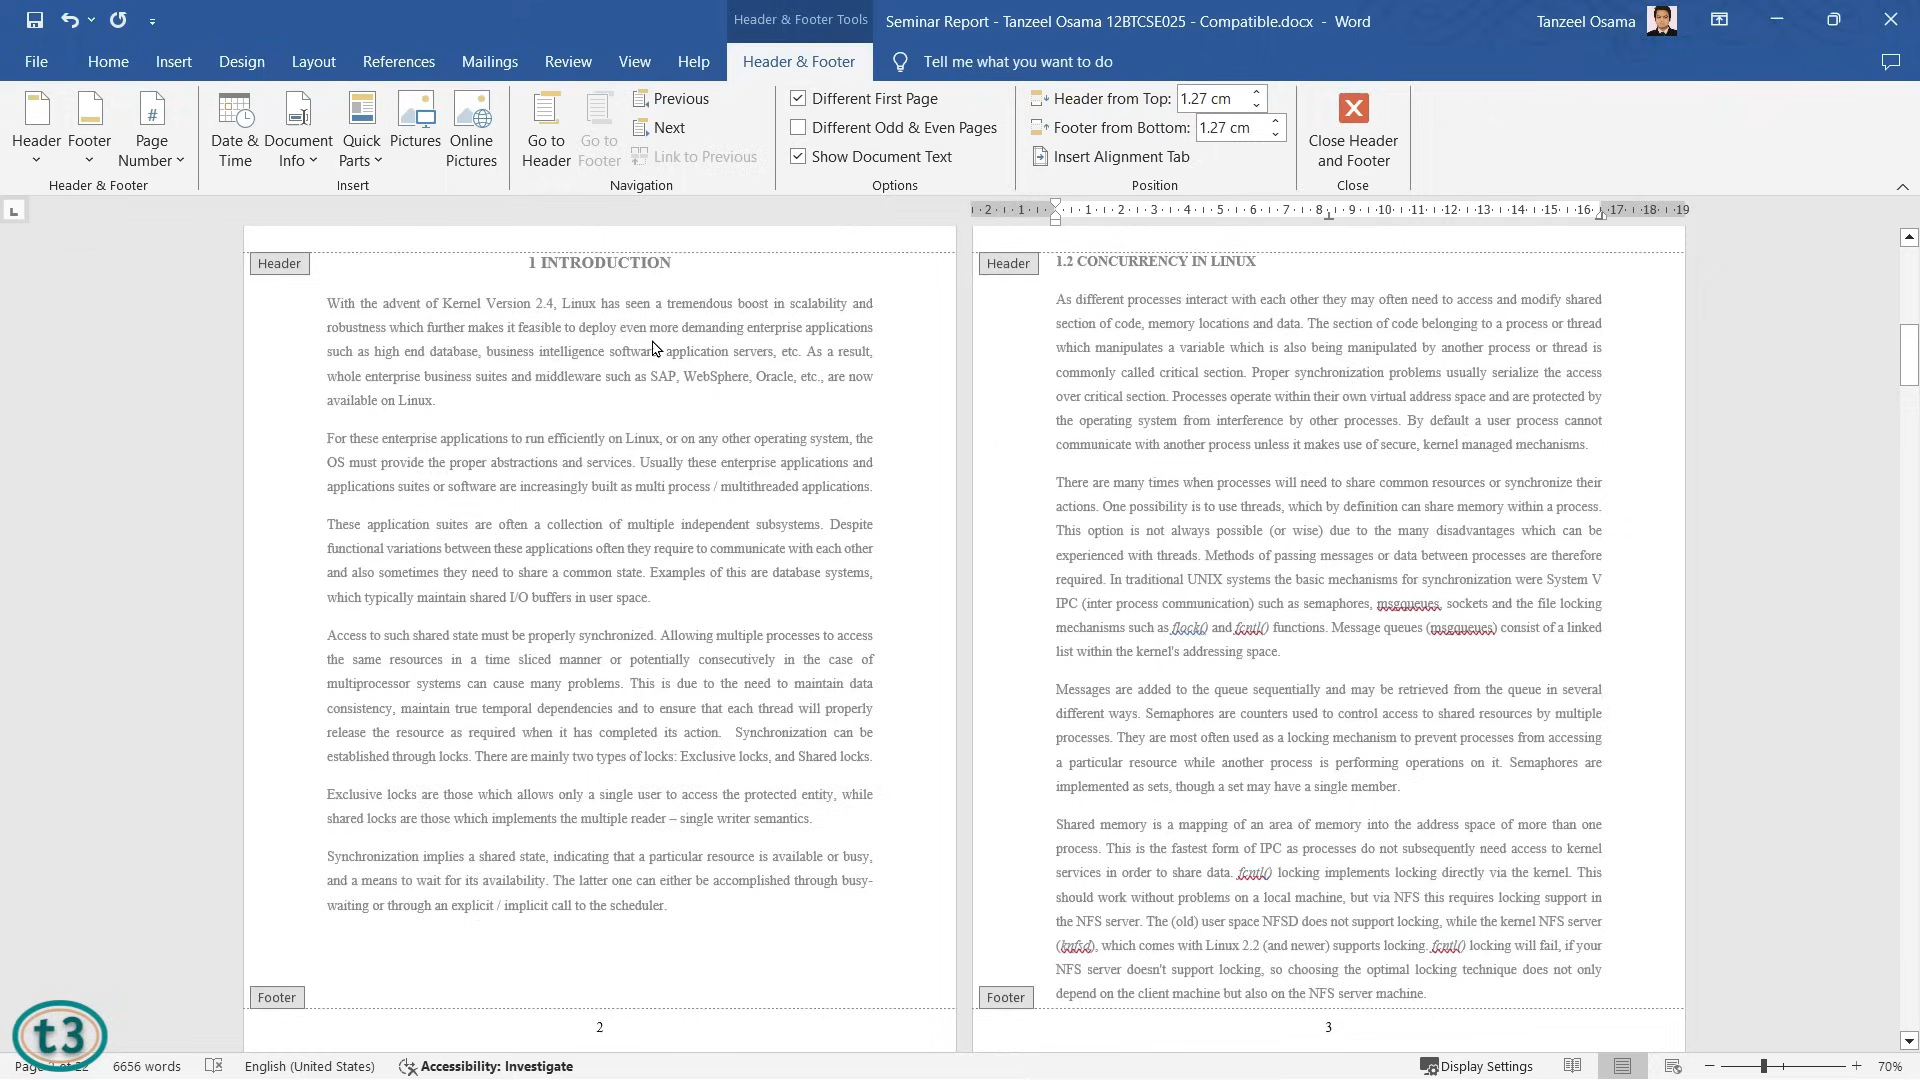 Header & Footer Tools
Seminar Report - Tanzeel Osama 12BTCSE025 - Compatible.docx - Word
Tanzeel Osama
File
Home
Insert
Design
Layout
References
Mailings
Review
View
Help
Header & Footer
Tell me what you want to do
Header
Footer
Page
Number
Header & Footer
Date &
Time
Document
Info
Quick
Parts
Pictures
Online
Pictures
Insert
Go to
Header
Go to
Footer
Previous
Next
Link to Previous
Navigation
Different First Page
Different Odd & Even Pages
Show Document Text
Options
Header from Top: 1.27 cm
Footer from Bottom: 1.27 cm
Insert Alignment Tab
Position
Close Header
and Footer
Close
2 1 1 2 3 4 5 6 7 8 9 10 11 12 13 14 15 16 17 18 19
Header
1 INTRODUCTION
With the advent of Kernel Version 2.4, Linux has seen a tremendous boost in scalability and
robustness which further makes it feasible to deploy even more demanding enterprise applications
such as high end database, business intelligence software, application servers, etc. As a result,
whole enterprise business suites and middleware such as SAP, WebSphere, Oracle, etc., are now
available on Linux.
For these enterprise applications to run efficiently on Linux, or on any other operating system, the
OS must provide the proper abstractions and services. Usually these enterprise applications and
applications suites or software are increasingly built as multi process / multithreaded applications.
These application suites are often a collection of multiple independent subsystems. Despite
functional variations between these applications often they require to communicate with each other
and also sometimes they need to share a common state. Examples of this are database systems,
which typically maintain shared I/O buffers in user space.
Access to such shared state must be properly synchronized. Allowing multiple processes to access
the same resources in a time sliced manner or potentially consecutively in the case of
multiprocessor systems can cause many problems. This is due to the need to maintain data
consistency, maintain true temporal dependencies and to ensure that each thread will properly
release the resource as required when it has completed its action. Synchronization can be
established through locks. There are mainly two types of locks: Exclusive locks, and Shared locks.
Exclusive locks are those which allows only a single user to access the protected entity, while
shared locks are those which implements the multiple reader – single writer semantics.
Synchronization implies a shared state, indicating that a particular resource is available or busy,
and a means to wait for its availability. The latter one can either be accomplished through busy-
waiting or through an explicit / implicit call to the scheduler.
Footer
2
Header
1.2 CONCURRENCY IN LINUX
As different processes interact with each other they may often need to access and modify shared
section of code, memory locations and data. The section of code belonging to a process or thread
which manipulates a variable which is also being manipulated by another process or thread is
commonly called critical section. Proper synchronization problems usually serialize the access
over critical section. Processes operate within their own virtual address space and are protected by
the operating system from interference by other processes. By default a user process cannot
communicate with another process unless it makes use of secure, kernel managed mechanisms.
There are many times when processes will need to share common resources or synchronize their
actions. One possibility is to use threads, which by definition can share memory within a process.
This option is not always possible (or wise) due to the many disadvantages which can be
experienced with threads. Methods of passing messages or data between processes are therefore
required. In traditional UNIX systems the basic mechanisms for synchronization were System V
IPC (inter process communication) such as semaphores, msgqueues, sockets and the file locking
mechanisms such as flock() and fcntl() functions. Message queues (msgqueues) consist of a linked
list within the kernel's addressing space.
Messages are added to the queue sequentially and may be retrieved from the queue in several
different ways. Semaphores are counters used to control access to shared resources by multiple
processes. They are most often used as a locking mechanism to prevent processes from accessing
a particular resource while another process is performing operations on it. Semaphores are
implemented as sets, though a set may have a single member.
Shared memory is a mapping of an area of memory into the address space of more than one
process. This is the fastest form of IPC as processes do not subsequently need access to kernel
services in order to share data. fcntl() locking implements locking directly via the kernel. This
should work without problems on a local machine, but via NFS this requires locking support in
the NFS server. The (old) user space NFSD does not support locking, while the kernel NFS server
(knfsd), which comes with Linux 2.2 (and newer) supports locking. fcntl() locking will fail, if your
NFS server doesn't support locking, so choosing the optimal locking technique does not only
depend on the client machine but also on the NFS server machine.
Footer
3
t3
of 22
6656 words
English (United States)
Accessibility: Investigate
Display Settings
70%